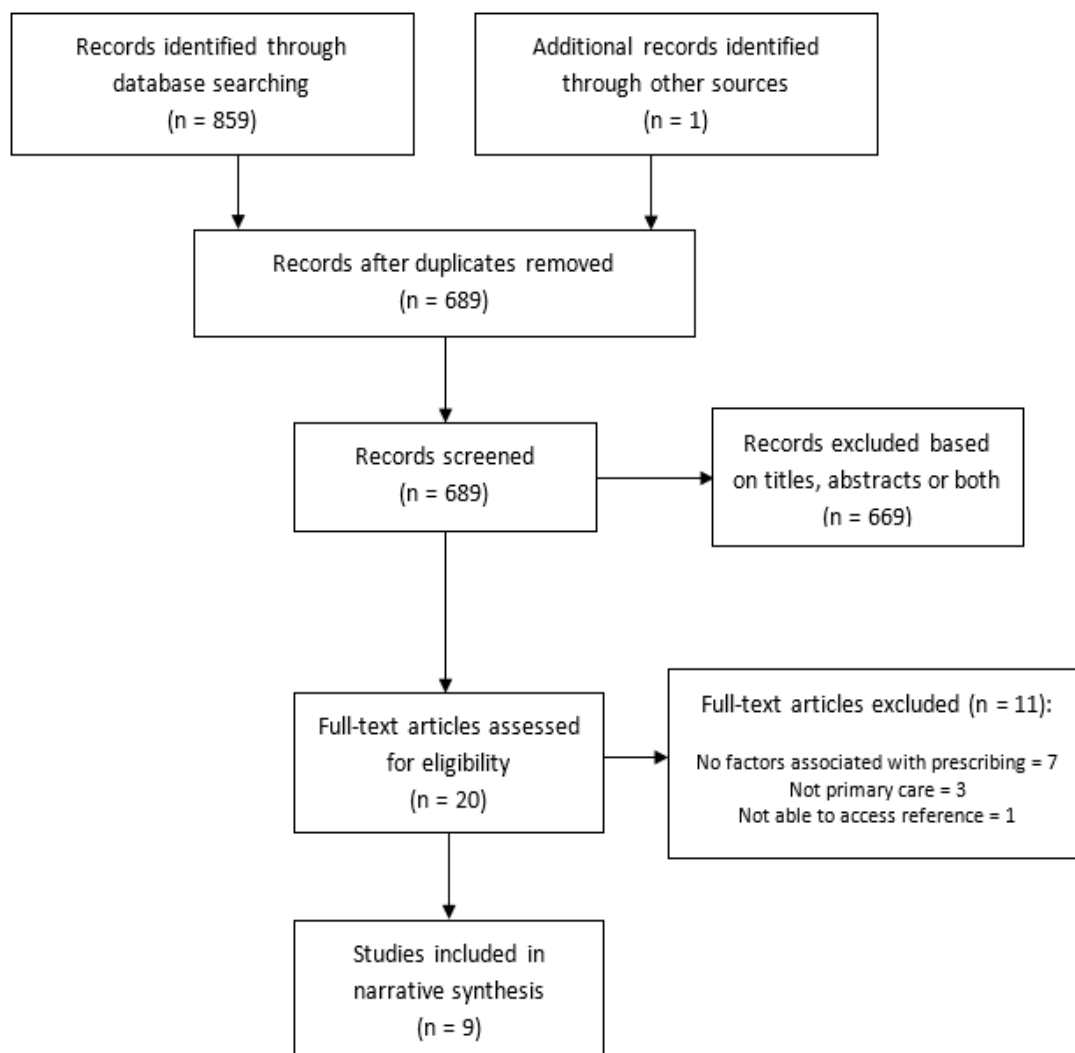 Records identified through
database searching
(n = 859)
Additional records identified
through other sources
(n = 1)
Records after duplicates removed
(n = 689)
Records screened
(n = 689)
Records excluded based
on titles, abstracts or both
(n = 669)
Full-text articles assessed
for eligibility
(n = 20)
Full-text articles excluded (n = 11):
No factors associated with prescribing = 7
Not primary care = 3
Not able to access reference = 1
Studies included in
narrative synthesis
(n = 9)